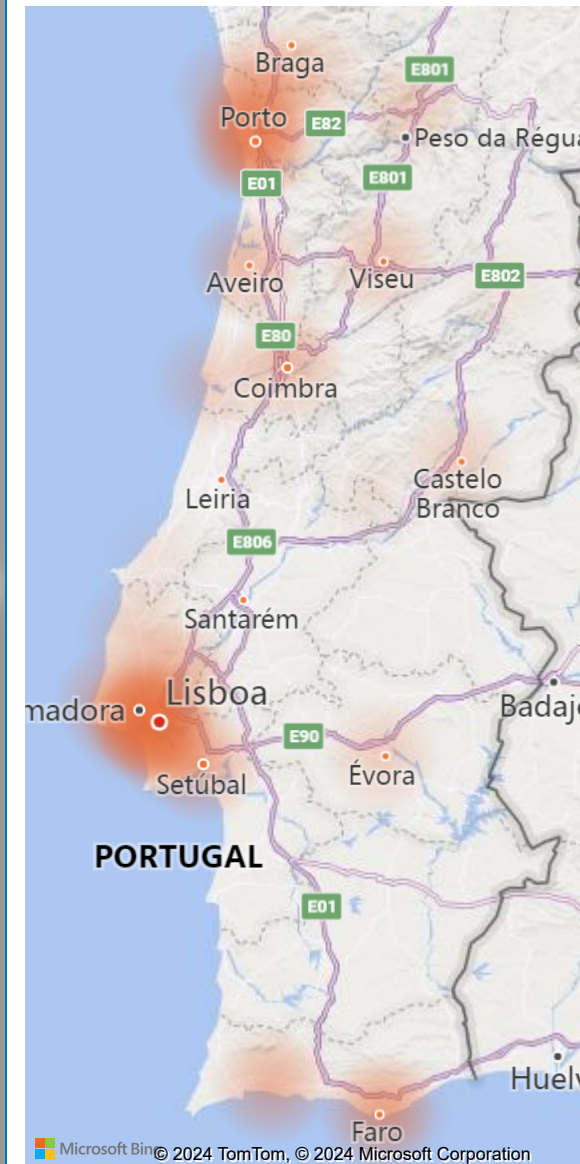 Braga
E801
Porto
E82
Peso da Régua
E01
E801
Aveiro
Viseu
E802
E80
Coimbra
Castelo
Branco
Leiria
E806
Santarém
Lisboa
madora
Badaj
E90
Setúbal
Évora
PORTUGAL
E01
Huelv
Faro
Microsoft Bing
© 2024 TomTom, © 2024 Microsoft Corporation